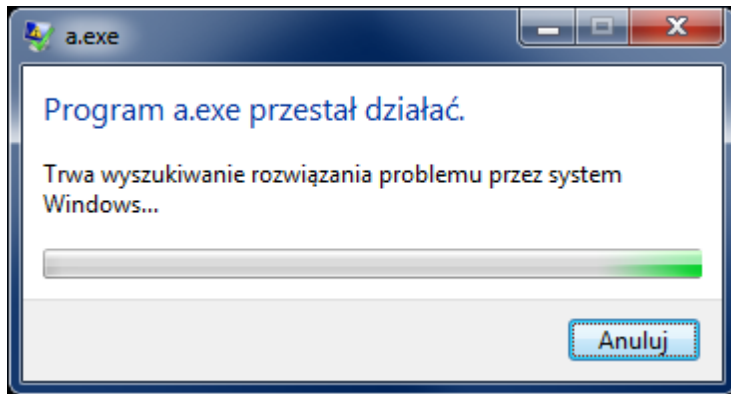 a.exe
Program a.exe przestał działać.
Trwa wyszukiwanie rozwiązania problemu przez system
Windows...
Anuluj